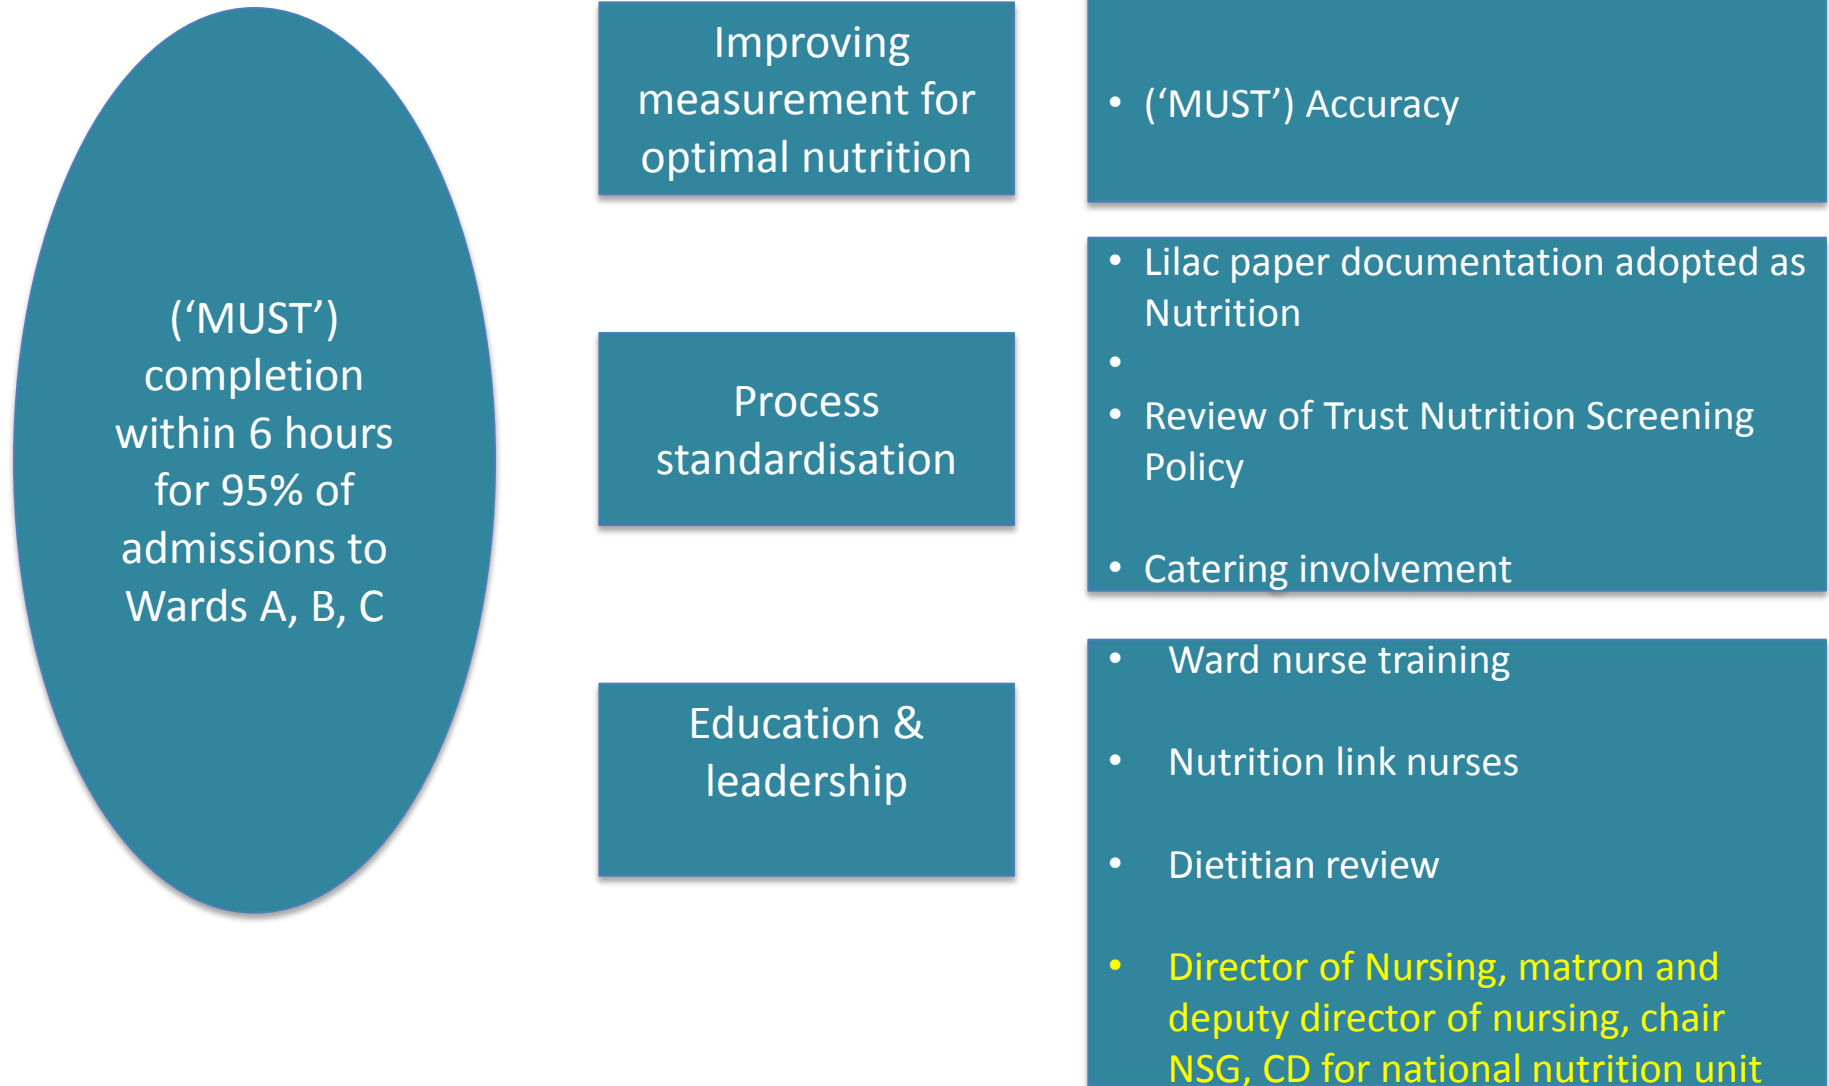 (‘MUST’)
completion
within 6 hours
for 95% of
admissions to
Wards A, B, C
Improving
measurement for
optimal nutrition
• (‘MUST’) Accuracy
Process
standardisation
• Lilac paper documentation adopted as
Nutrition
•
• Review of Trust Nutrition Screening
Policy
• Catering involvement
Education &
leadership
• Ward nurse training
• Nutrition link nurses
• Dietitian review
• Director of Nursing, matron and
deputy director of nursing, chair
NSG, CD for national nutrition unit